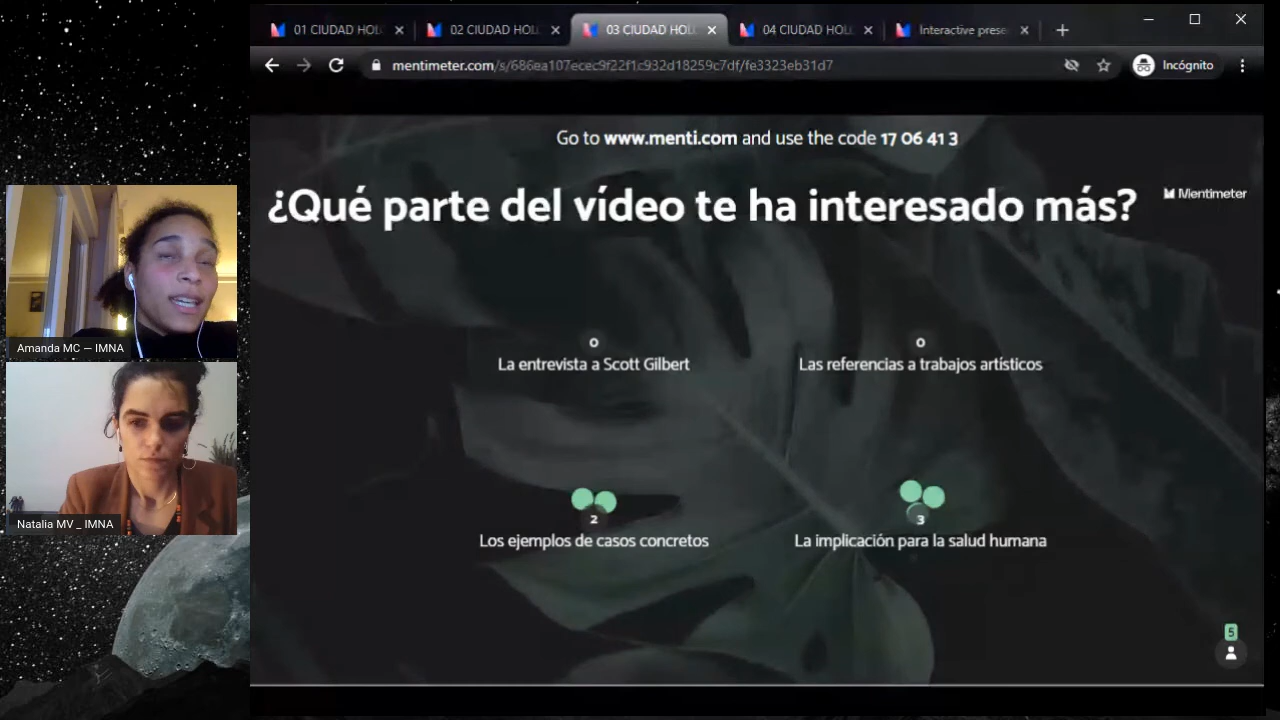 01 CIUDAD HOL
02 CIUDAD HOL
03 CIUDAD HOL
04 CIUDAD HOL
Interactive prese
mentimeter.com/s/686ea107ecec9f22f1c932d18259c7df/fe3323eb31d7
Incógnito
Go to www.menti.com and use the code 17 06 41 3
¿Qué parte del vídeo te ha interesado más?
Mentimeter
0
La entrevista a Scott Gilbert
0
Las referencias a trabajos artísticos
2
Los ejemplos de casos concretos
3
La implicación para la salud humana
5
Amanda MC — IMNA
Natalia MV _ IMNA